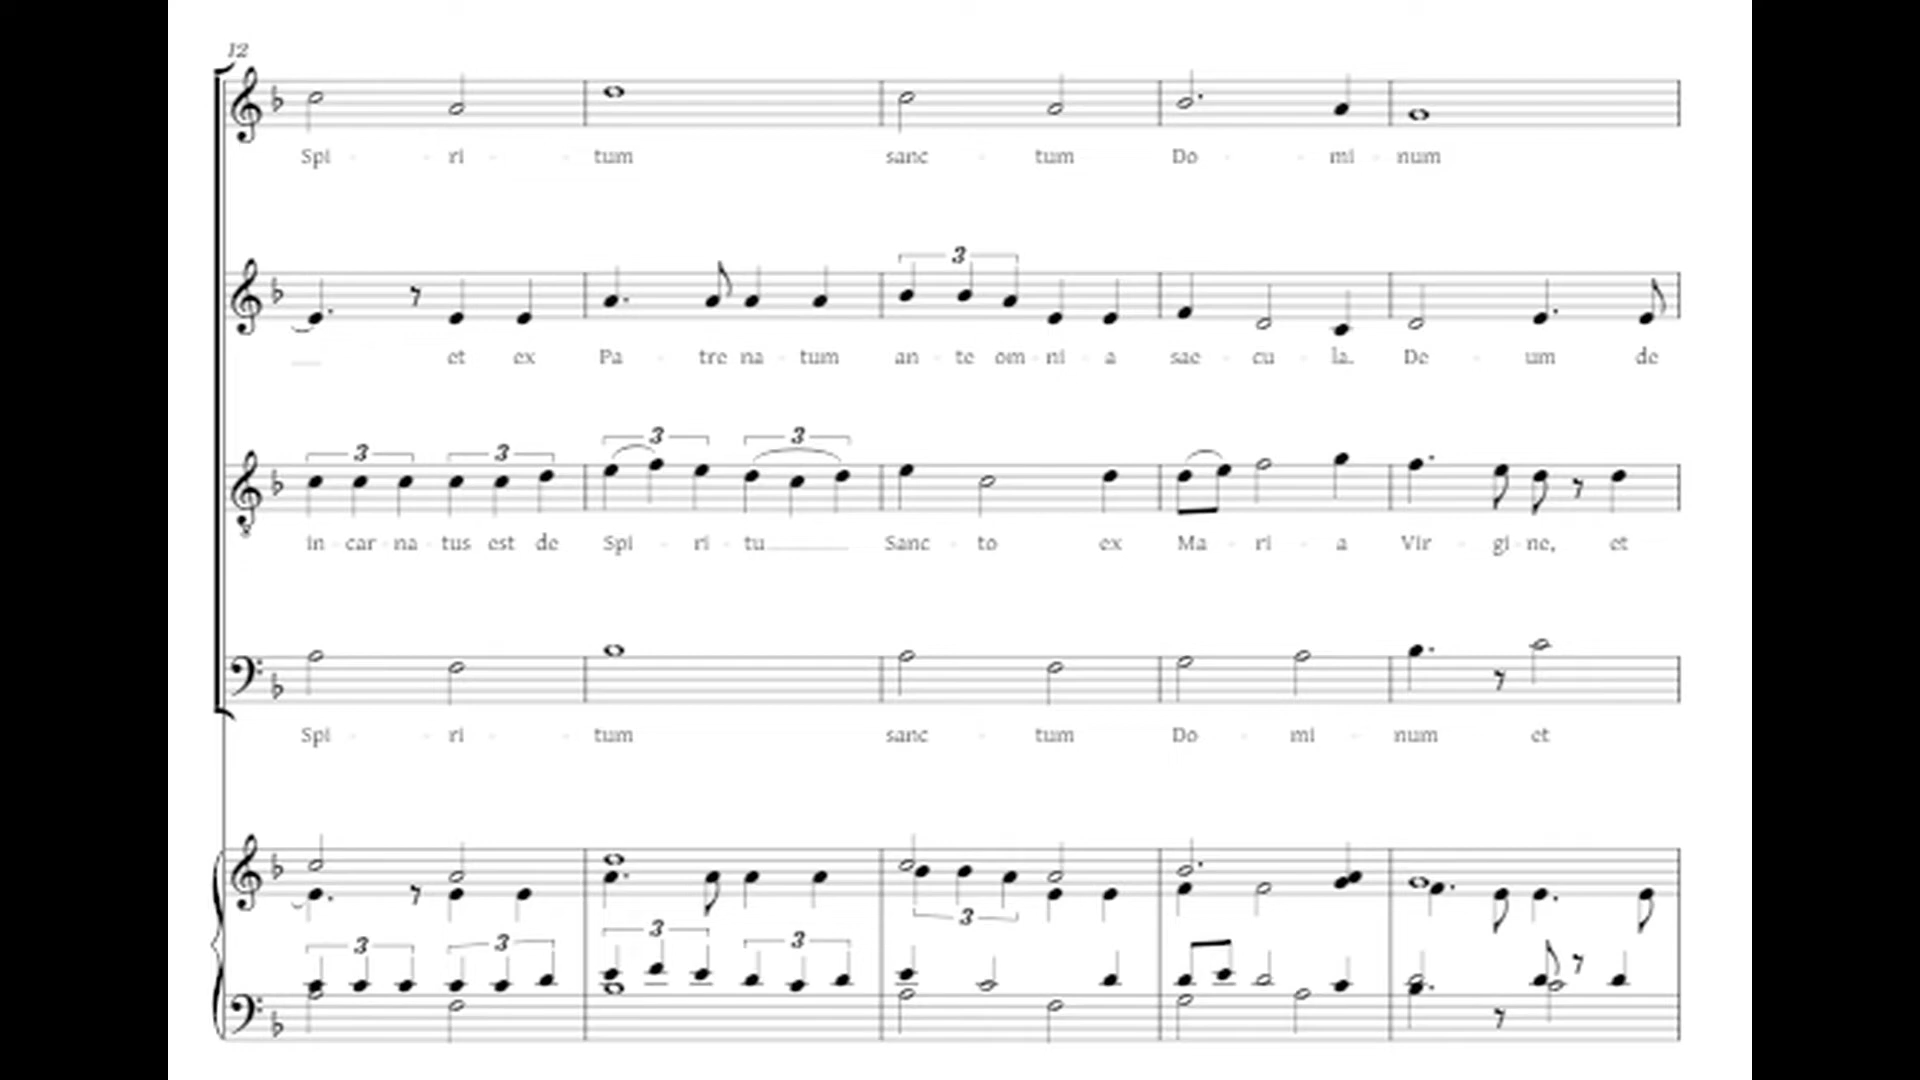 12
Spi - - ri - - tum sanc - tum Do - - mi - num
3
et ex Pa - tre na - tum an - te om - ni - a sae - cu - la. De - um de
3 3 3 3
in - car - na - tus est de Spi - ri - tu Sanc - to ex Ma - ri - a Vir - gi - ne, et
Spi - - ri - - tum sanc - tum Do - mi - num et
3
3 3 3 3